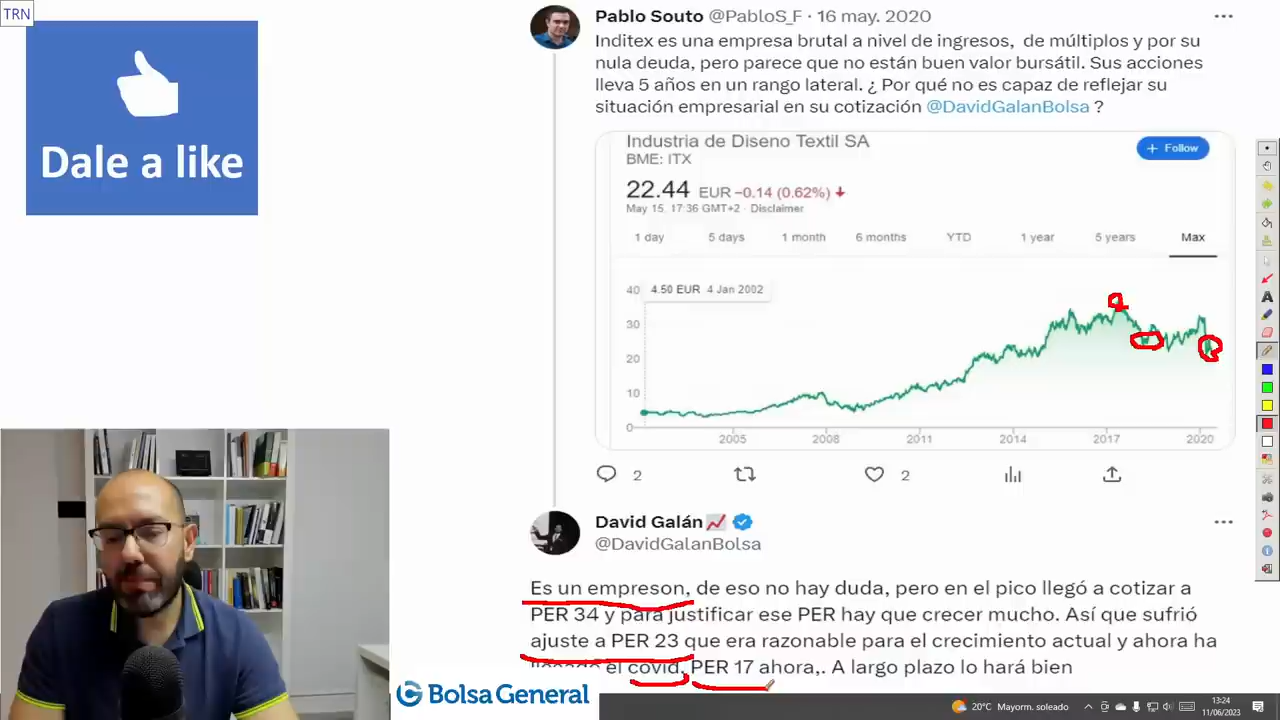 TRN
Dale a like
Pablo Souto @PabloS_F · 16 may. 2020
Inditex es una empresa brutal a nivel de ingresos, de múltiplos y por su
nula deuda, pero parece que no están buen valor bursátil. Sus acciones
lleva 5 años en un rango lateral. ¿ Por qué no es capaz de reflejar su
situación empresarial en su cotización @DavidGalanBolsa ?
Industria de Diseno Textil SA
BME: ITX
+ Follow
22.44 EUR −0.14 (0.62%)
May 15, 17:36 GMT+2 · Disclaimer
1 day 5 days 1 month 6 months YTD 1 year 5 years Max
4.50 EUR 4 Jan 2002
40
30
20
10
0
2005 2008 2011 2014 2017 2020
2 2
David Galán
@DavidGalanBolsa
Es un empreson, de eso no hay duda, pero en el pico llegó a cotizar a
PER 34 y para justificar ese PER hay que crecer mucho. Así que sufrió
ajuste a PER 23 que era razonable para el crecimiento actual y ahora ha
el covid, PER 17 ahora,. A largo plazo lo hará bien
Bolsa General
20°C Mayorm. soleado
13:24
11/06/2023